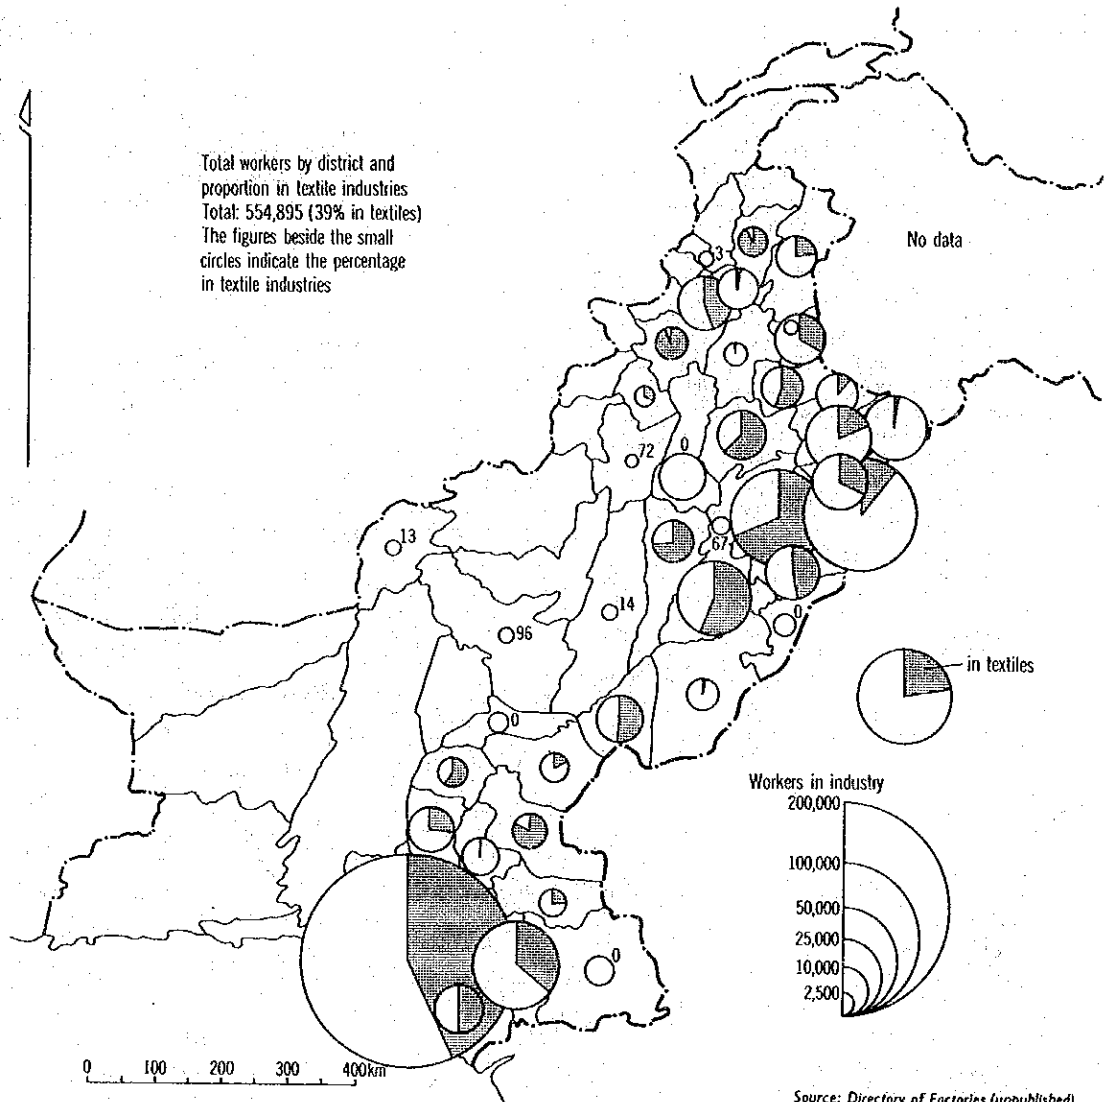 Total workers by district and
proportion in textile industries
Total: 554,895 (39% in textiles)
The figures beside the small
circles indicate the percentage
in textile industries
No data
3
0
72
67
13
14
0
96
in textiles
0
Workers in industry
200,000
100,000
50,000
25,000
10,000
2,500
0
0 100 200 300 400km
Source: Directory of Factories (unpublished)